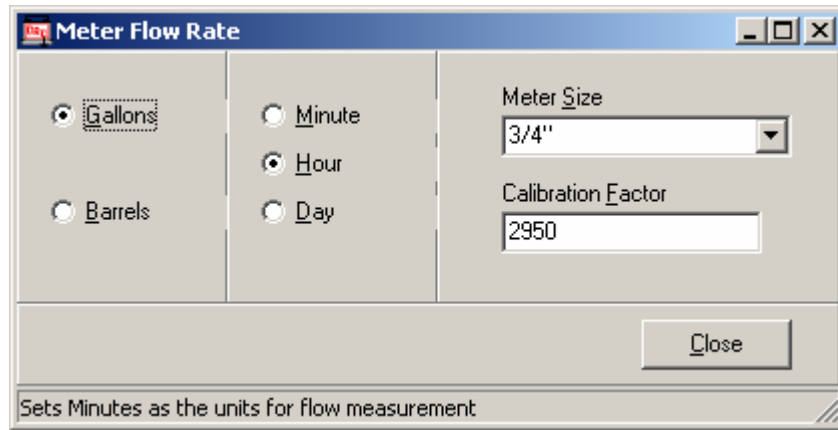 Meter Flow Rate
Gallons
Barrels
Minute
Hour
Day
Meter Size
3/4"
Calibration Factor
2950
Close
Sets Minutes as the units for flow measurement